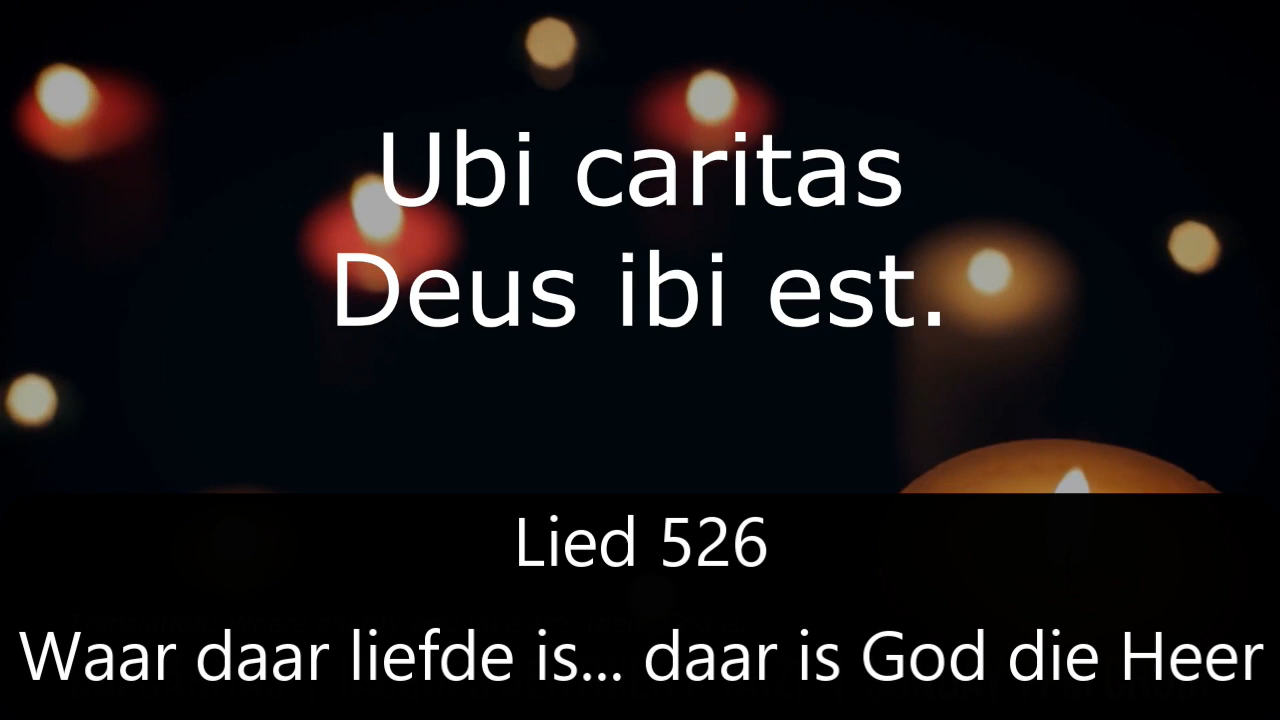 Ubi caritas
Deus ibi est.
Lied 526
Waar daar liefde is... daar is God die Heer